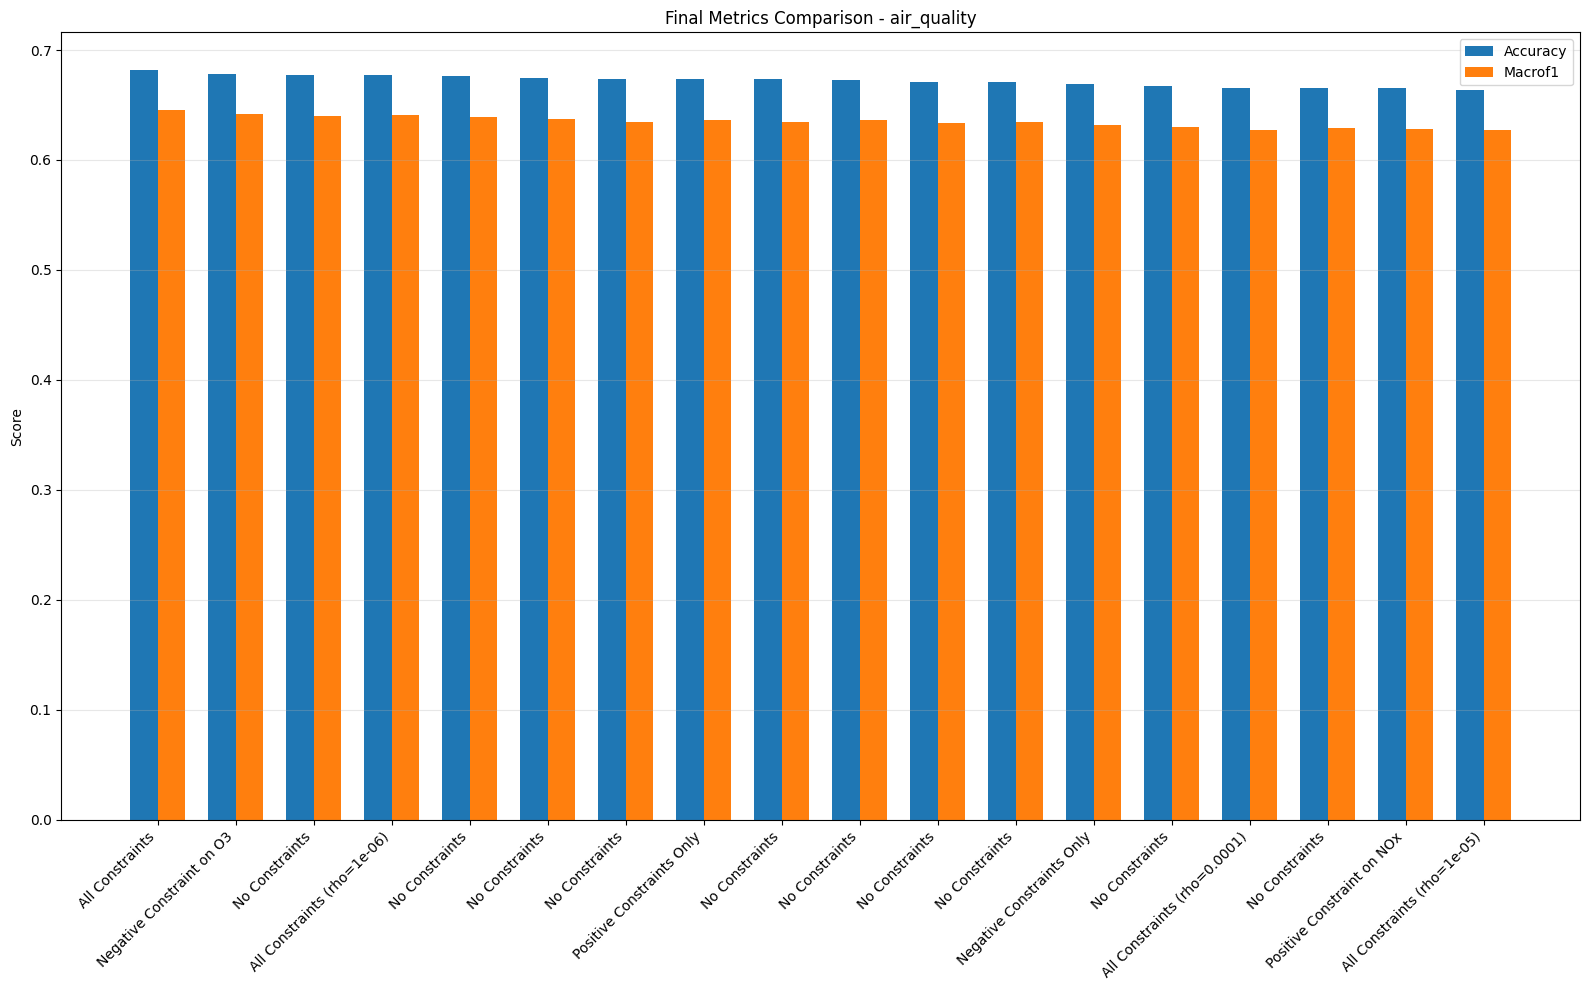 Final Metrics Comparison - air_quality
Accuracy
Macrof1
Score
0.7
0.6
0.5
0.4
0.3
0.2
0.1
0.0
All Constraints
Negative Constraint on O3
No Constraints
All Constraints (rho=1e-06)
No Constraints
No Constraints
No Constraints
Positive Constraints Only
No Constraints
No Constraints
No Constraints
No Constraints
Negative Constraints Only
No Constraints
All Constraints (rho=0.0001)
No Constraints
Positive Constraint on NOx
All Constraints (rho=1e-05)